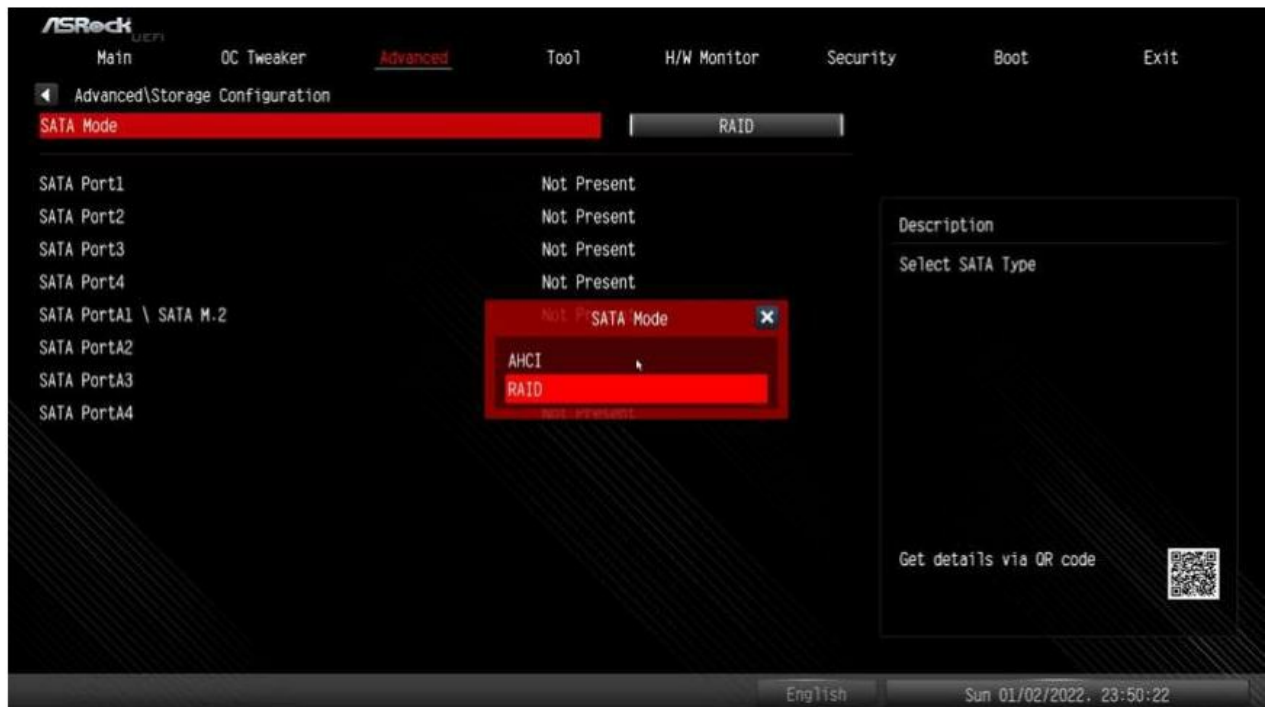 ASRock UEFI
Main OC Tweaker Advanced Tool H/W Monitor Security Boot Exit
Advanced\Storage Configuration
SATA Mode RAID
SATA Port1 Not Present
SATA Port2 Not Present
SATA Port3 Not Present
SATA Port4 Not Present
SATA PortA1 \ SATA M.2 Not
SATA PortA2
SATA PortA3
SATA PortA4 Not Present
SATA Mode
AHCI
RAID
Description
Select SATA Type
Get details via QR code
English Sun 01/02/2022. 23:50:22